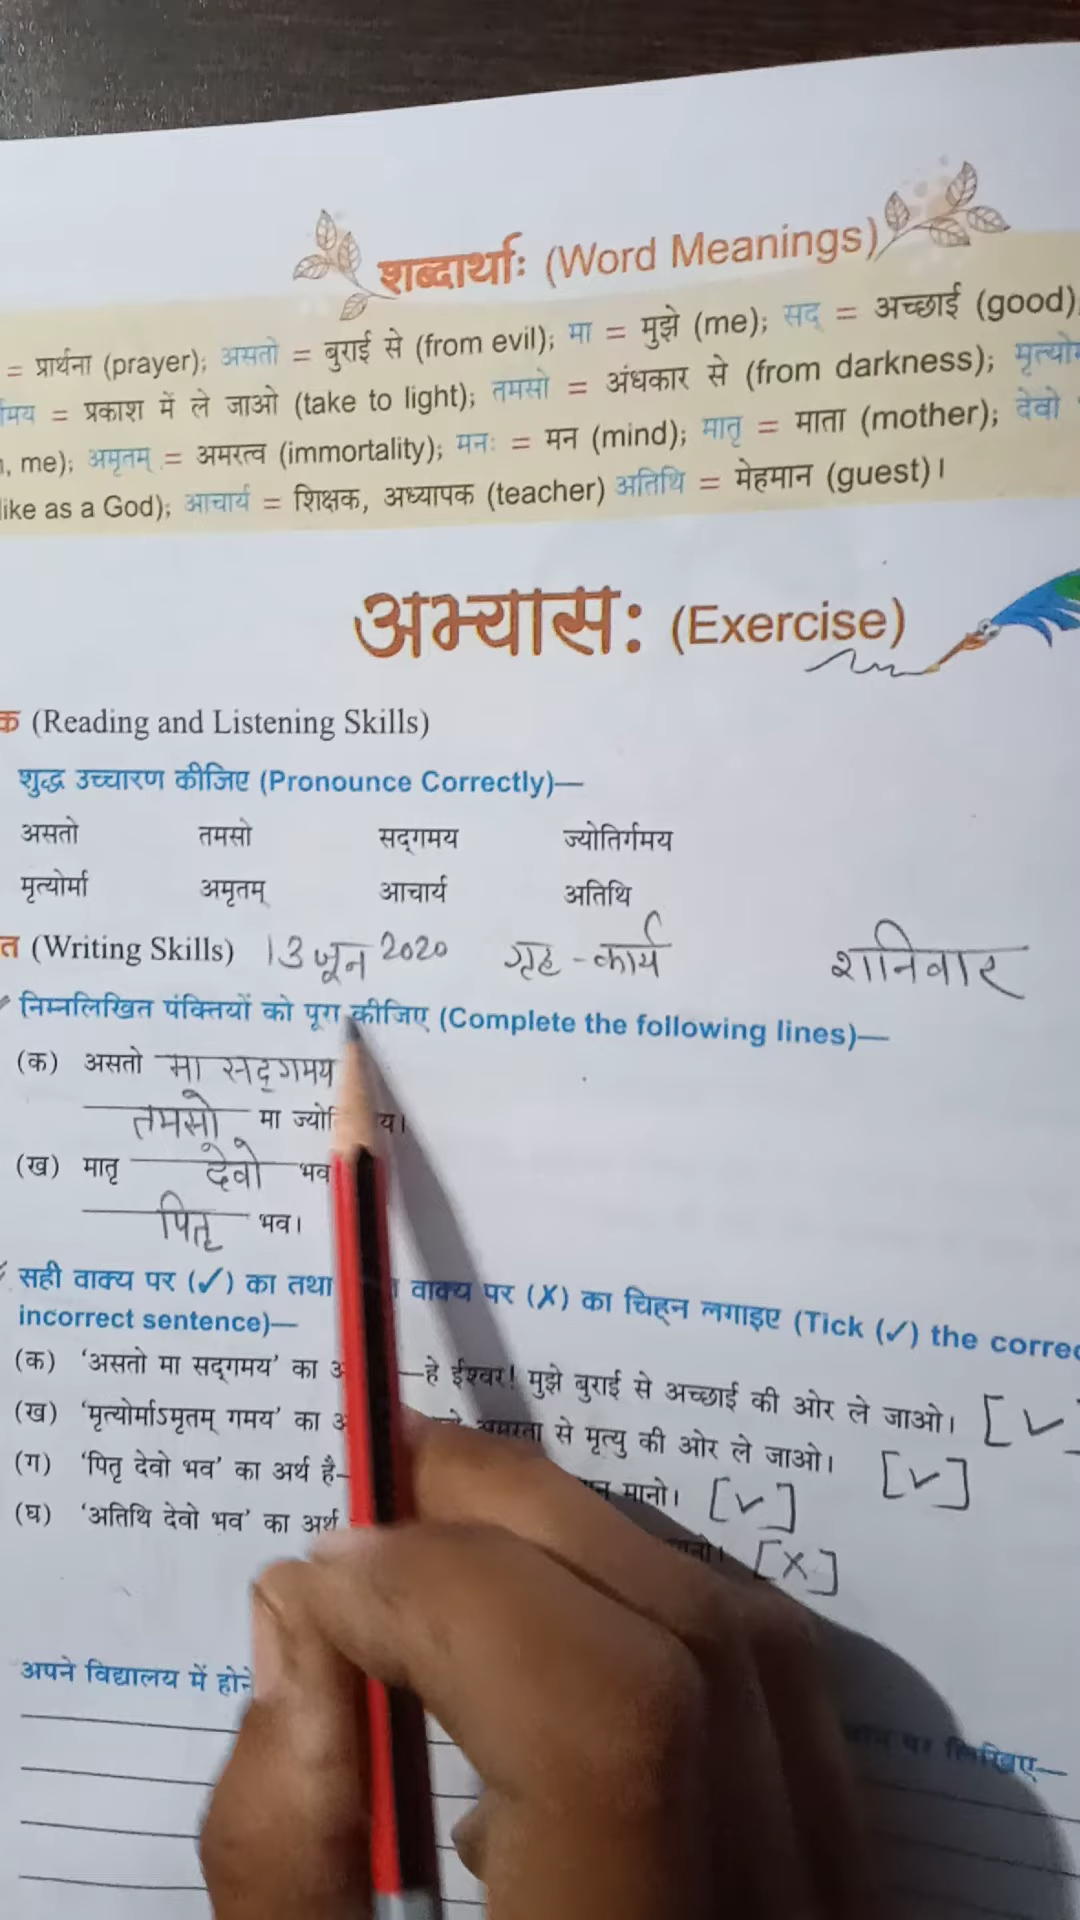 शब्दार्थाः (Word Meanings)
= प्रार्थना (prayer); असतो = बुराई से (from evil); मा = मुझे (me); सद् = अच्छाई (good)
मय = प्रकाश में ले जाओ (take to light); तमसो = अंधकार से (from darkness);
me); अमृतम् = अमरत्व (immortality); मनः = मन (mind); मातृ = माता (mother); देवो
like as a God); आचार्य = शिक्षक, अध्यापक (teacher) अतिथि = मेहमान (guest)।
अभ्यासः (Exercise)
(Reading and Listening Skills)
शुद्ध उच्चारण कीजिए (Pronounce Correctly)—
असतो तमसो सद्गमय ज्योतिर्गमय
मृत्योर्मा अमृतम् आचार्य अतिथि
(Writing Skills) 13 जून 2020 गृह-कार्य शनिवार
निम्नलिखित पंक्तियों को पूरा कीजिए (Complete the following lines)—
(क) असतो मा सद्गमय
तमसो मा
(ख) मातृ देवो भव
पितृ भव।
सही वाक्य पर (✓) का तथा वाक्य पर (✗) का चिह्न लगाइए (Tick (✓) the
incorrect sentence)—
(क) ‘असतो मा सद्गमय’ का —हे ईश्वर! मुझे बुराई से अच्छाई की ओर ले जाओ। [✓]
(ख) ‘मृत्योर्माऽमृतम् गमय’ का अमरता से मृत्यु की ओर ले जाओ। [✓]
(ग) ‘पितृ देवो भव’ का अर्थ है— मानो। [✓]
(घ) ‘अतिथि देवो भव’ का अर्थ [✗]
अपने विद्यालय में लिखिए—